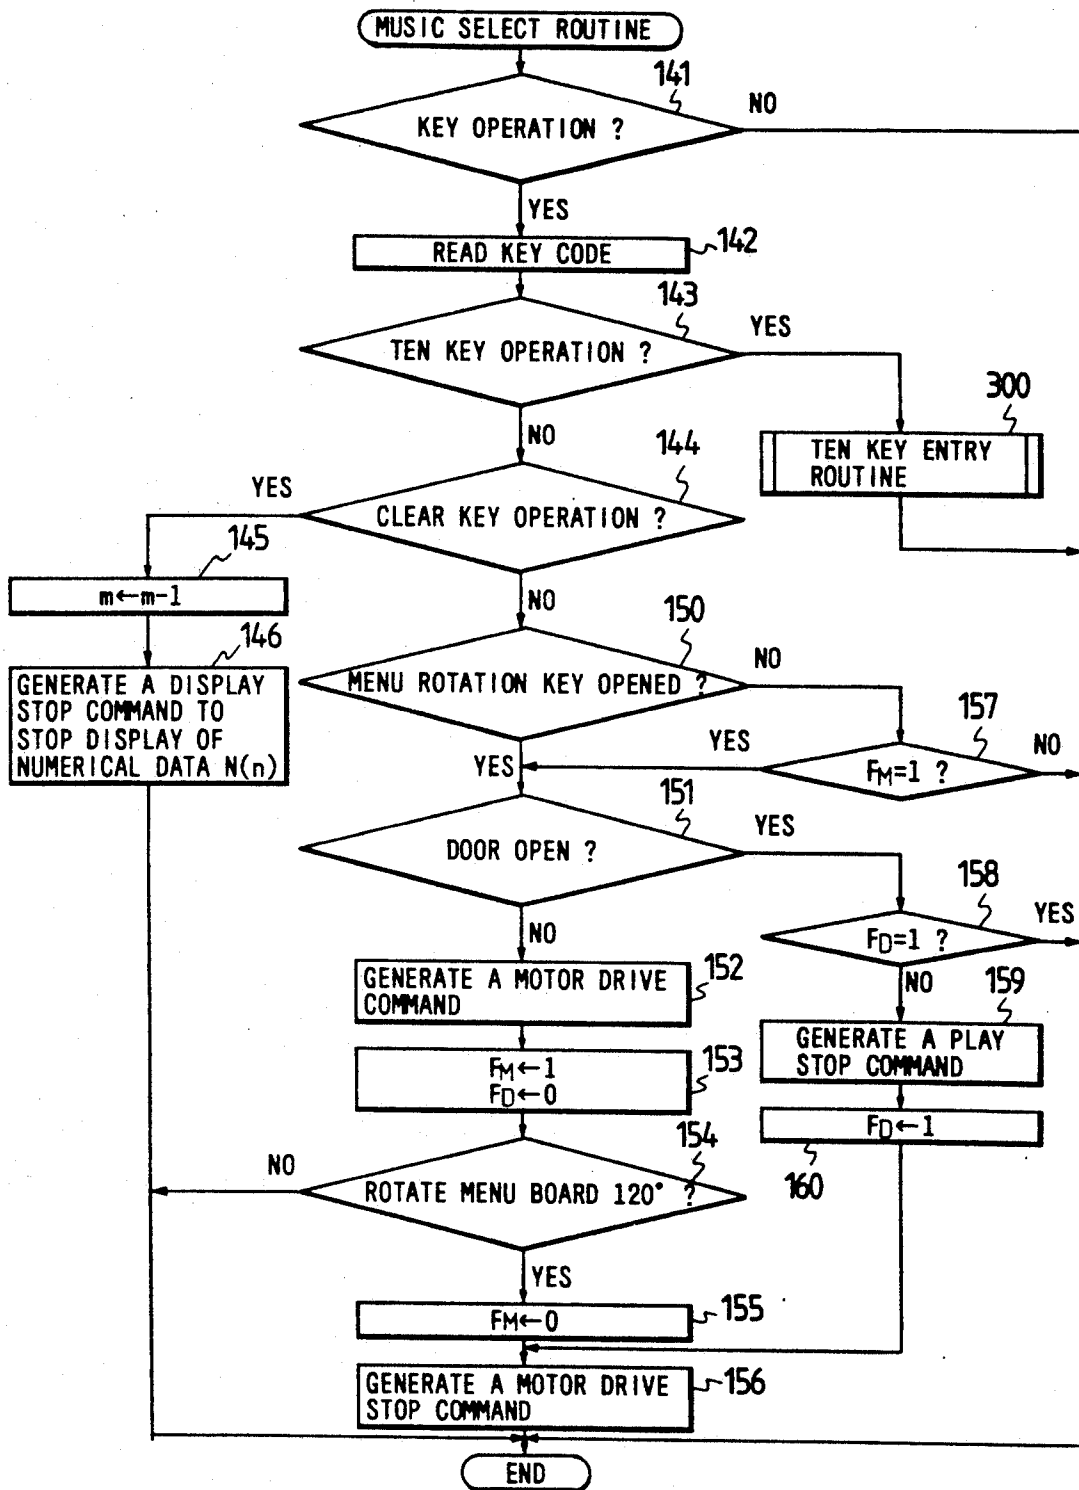 MUSIC SELECT ROUTINE
141
NO
KEY OPERATION ?
YES
READ KEY CODE
142
143
YES
TEN KEY OPERATION ?
300
NO
144
TEN KEY ENTRY
ROUTINE
YES
CLEAR KEY OPERATION ?
145
m←m-1
NO
150
146
NO
GENERATE A DISPLAY
STOP COMMAND TO
STOP DISPLAY OF
NUMERICAL DATA N(n)
MENU ROTATION KEY OPENED ?
157
YES
NO
YES
FM=1 ?
151
YES
DOOR OPEN ?
158
YES
FD=1 ?
NO
NO
159
GENERATE A MOTOR DRIVE
COMMAND
152
GENERATE A PLAY
STOP COMMAND
FM←1
FD←0
153
FD←1
160
154
NO
ROTATE MENU BOARD 120° ?
YES
FM←0
155
GENERATE A MOTOR DRIVE
STOP COMMAND
156
END